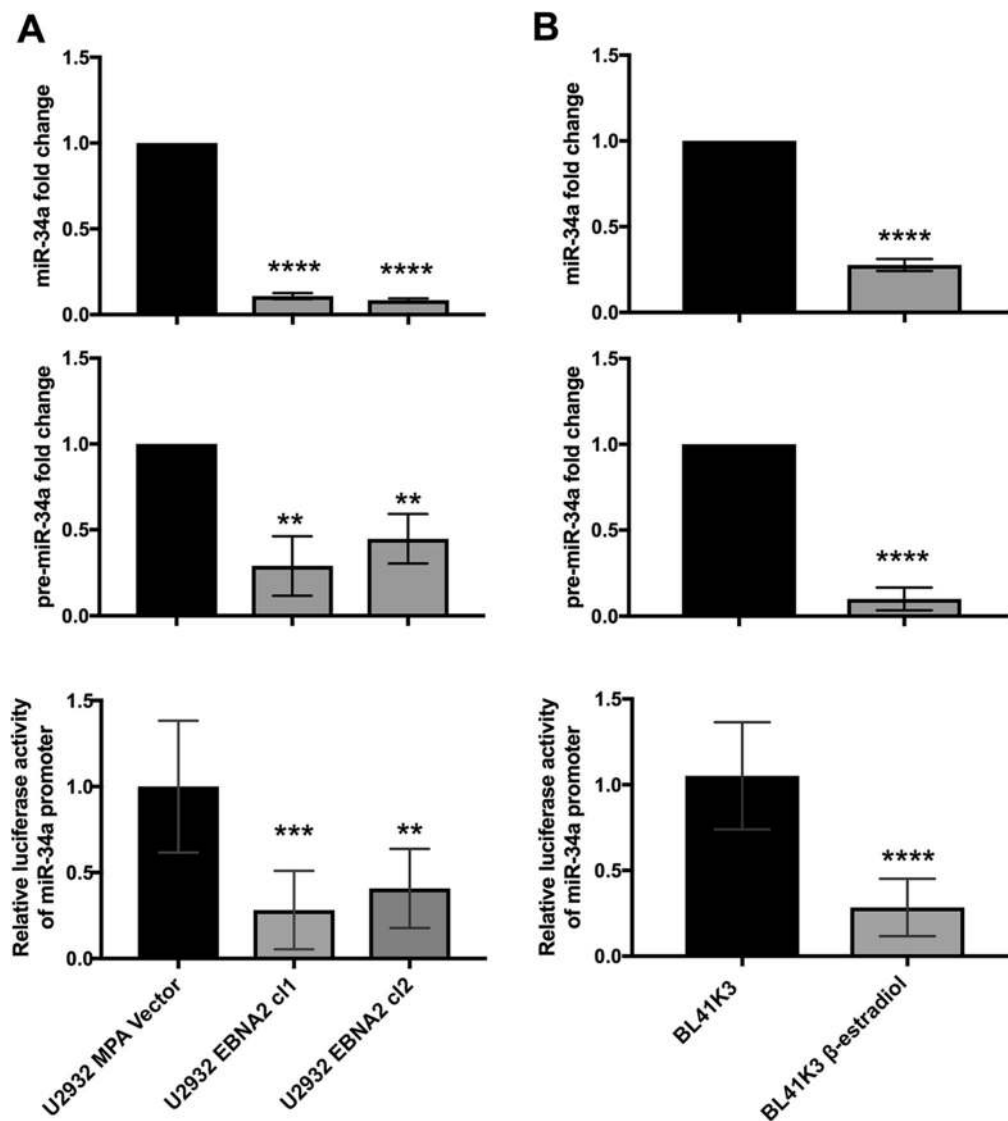 A
miR-34a fold change
1.5
1.0
0.5
0.0
****
****
pre-miR-34a fold change
1.5
1.0
0.5
0.0
**
**
Relative luciferase activity
of miR-34a promoter
1.5
1.0
0.5
0.0
***
**
U2932 MPA Vector
U2932 EBNA2 cl1
U2932 EBNA2 cl2
B
miR-34a fold change
1.5
1.0
0.5
0.0
****
pre-miR-34a fold change
1.5
1.0
0.5
0.0
****
Relative luciferase activity
of miR-34a promoter
1.5
1.0
0.5
0.0
****
BL41K3
BL41K3 β-estradiol